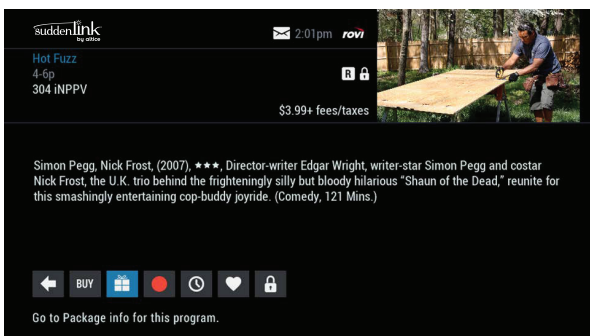 suddenlink
by altice
2:01pm rovi
Hot Fuzz
4-6p
R
304 iNPPV
$3.99+ fees/taxes
Simon Pegg, Nick Frost, (2007), ★★★, Director-writer Edgar Wright, writer-star Simon Pegg and costar
Nick Frost, the U.K. trio behind the frighteningly silly but bloody hilarious “Shaun of the Dead,” reunite for
this smashingly entertaining cop-buddy joyride. (Comedy, 121 Mins.)
BUY
Go to Package info for this program.